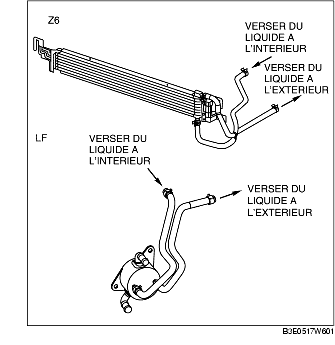 Z6
VERSER DU
LIQUIDE A
L'INTERIEUR
VERSER DU
LIQUIDE A
L'EXTERIEUR
LF
VERSER DU
LIQUIDE A
L'INTERIEUR
VERSER DU
LIQUIDE A
L'EXTERIEUR
B3E0517W601